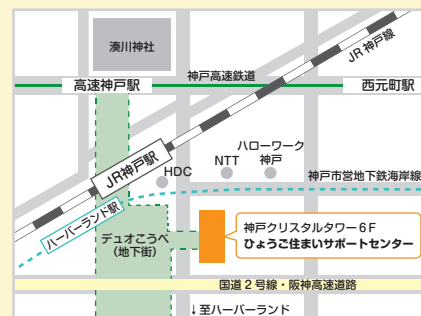 湊川神社
高速神戸駅
神戸高速鉄道
JR 神戸線
西元町駅
JR神戸駅
HDC
NTT
ハローワーク
神戸
神戸市営地下鉄海岸線
ハーバーランド駅
デュオこうべ
（地下街）
神戸クリスタルタワー６Ｆ
ひょうご住まいサポートセンター
国道２号線・阪神高速道路
↓至ハーバーランド